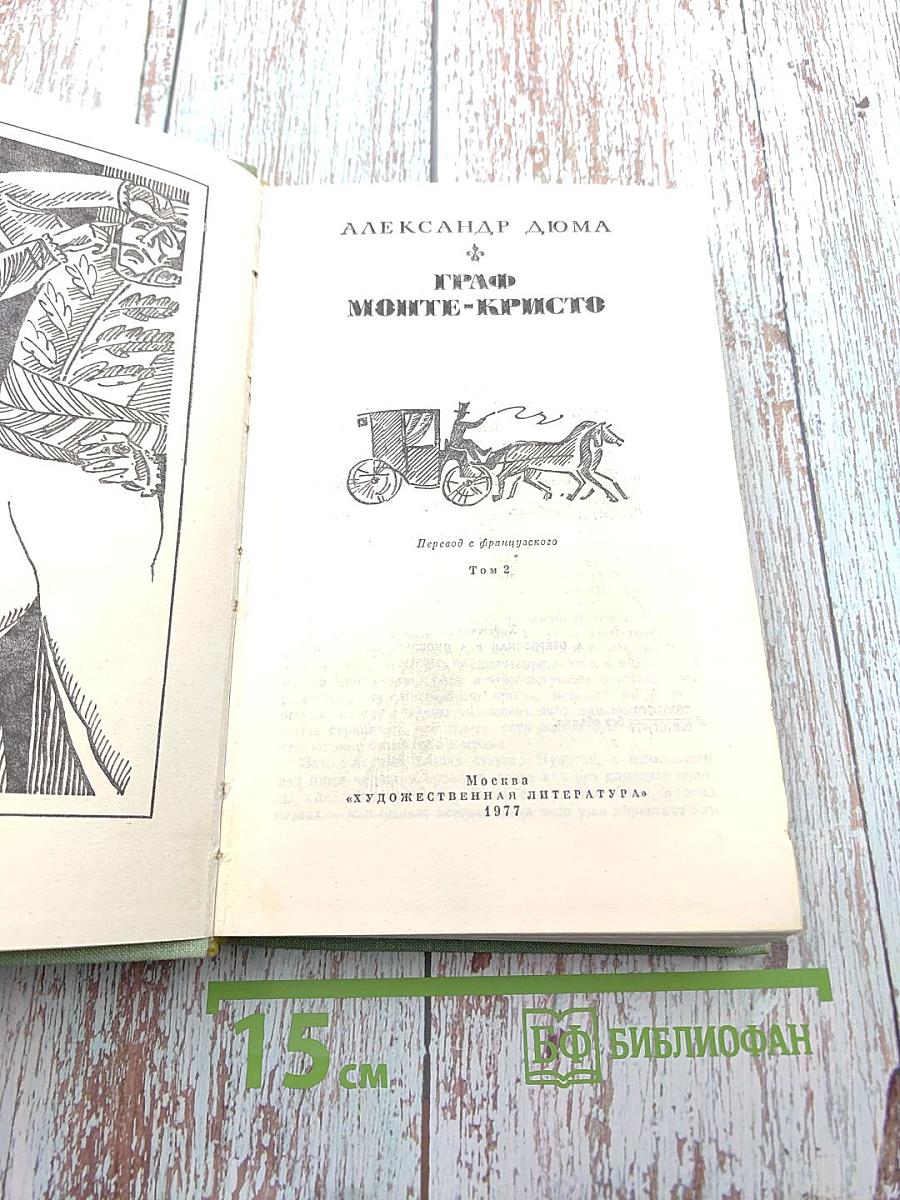 АЛЕКСАНДР ДЮМА
ГРАФ
МОНТЕ-КРИСТО
Перевод с французского
Том 2
Москва
«ХУДОЖЕСТВЕННАЯ ЛИТЕРАТУРА»
1977
15 см
БФ БИБЛИОФАН